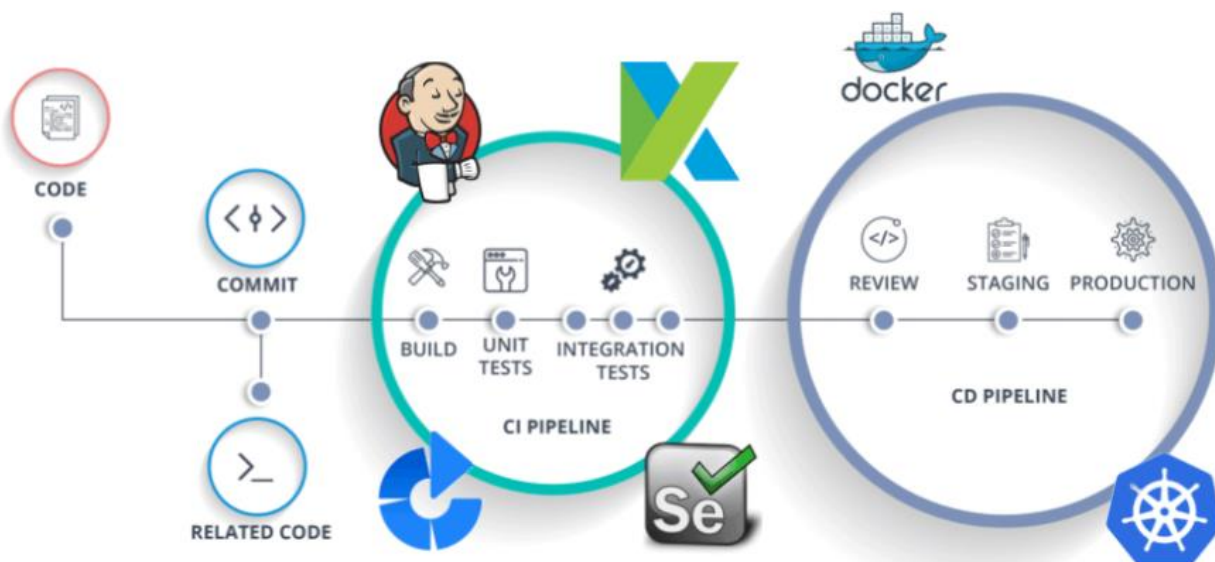 docker
CODE
COMMIT
RELATED CODE
BUILD
UNIT
TESTS
INTEGRATION
TESTS
CI PIPELINE
Se
REVIEW
STAGING
PRODUCTION
CD PIPELINE